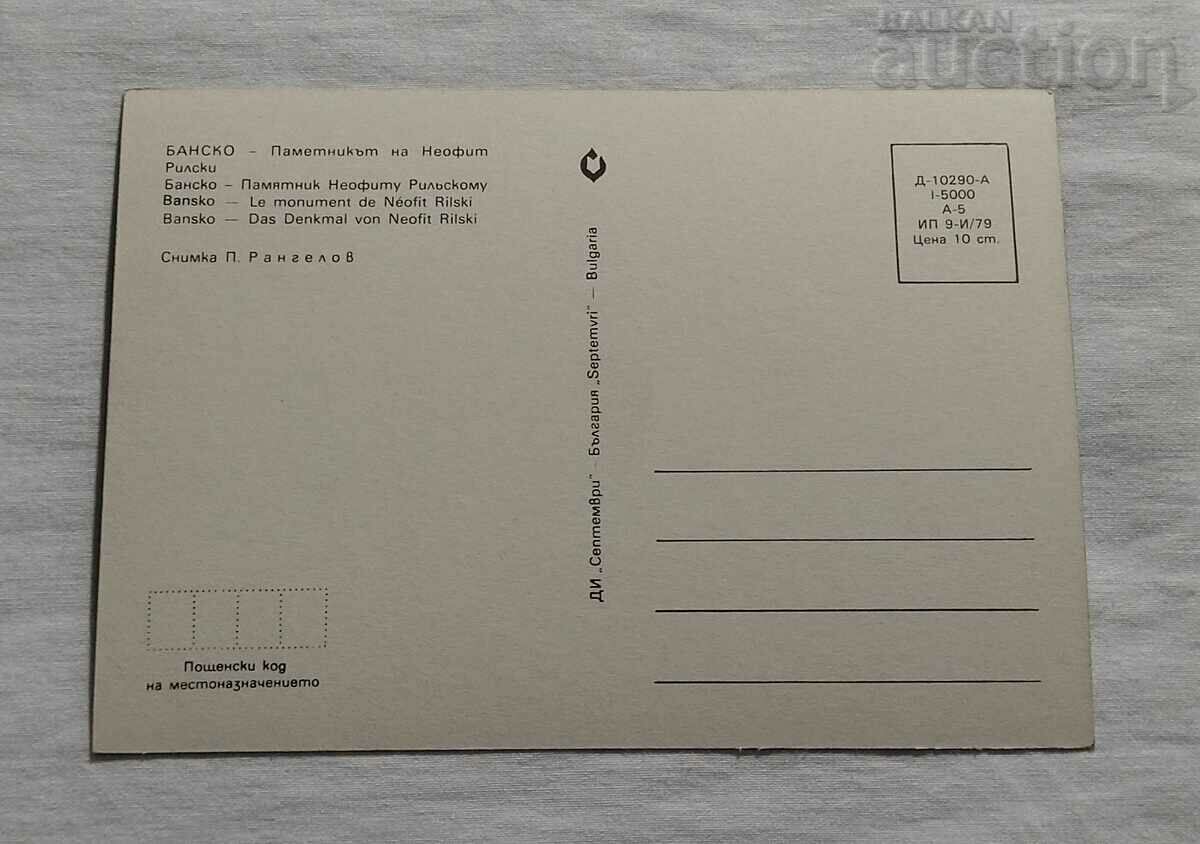 БАНСКО – Паметникът на Неофит
Рилски
Банско – Памятник Неофиту Рильскому
Bansko — Le monument de Néofit Rilski
Bansko — Das Denkmal von Neofit Rilski
Снимка П. Рангелов
Пощенски код
на местоназначението
ДИ „Септември" - България „Septemvri" — Bulgaria
Д-10290-А
I-5000
А-5
ИП 9-И/79
Цена 10 ст.
BALKAN
auction